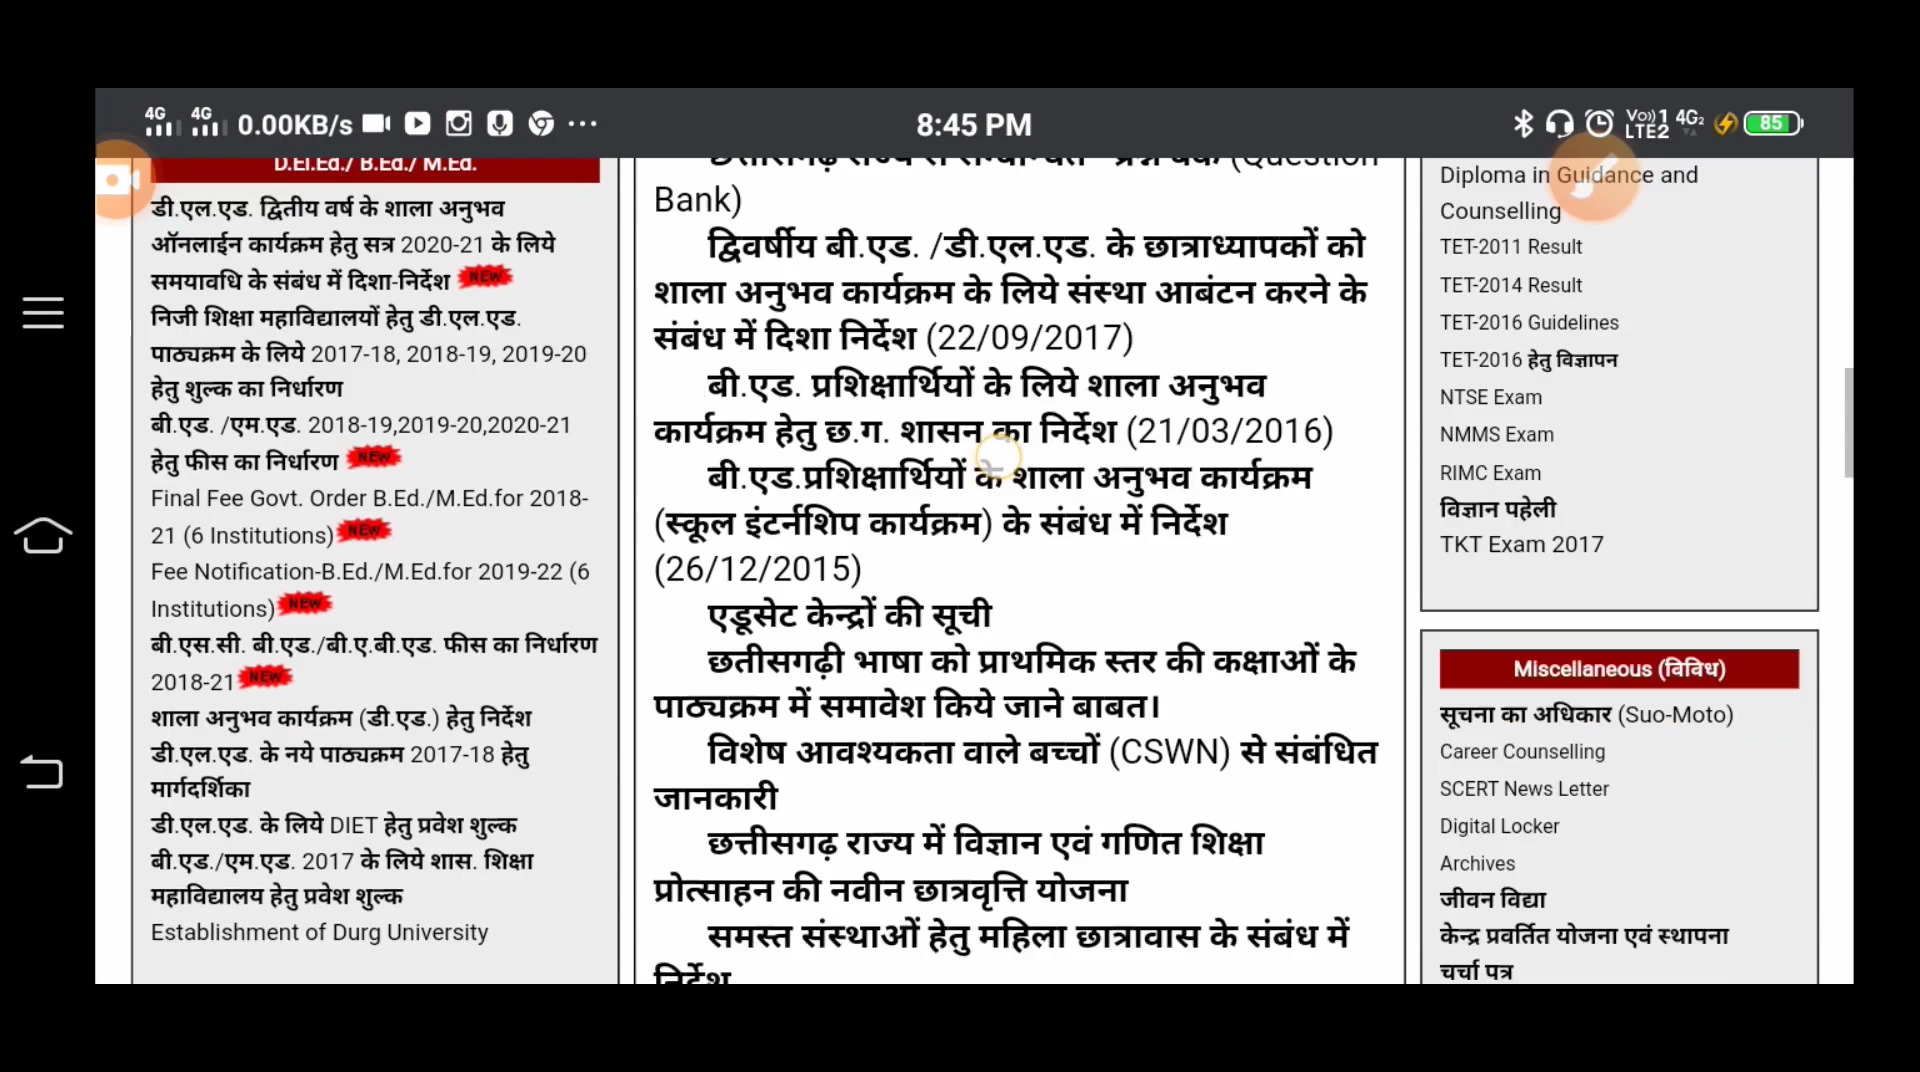 4G 4G 0.00KB/s 8:45 PM Vo)) 1 LTE2 4G2 85
D.El.Ed./ B.Ed./ M.Ed.
डी.एल.एड. द्वितीय वर्ष के शाला अनुभव
ऑनलाईन कार्यक्रम हेतु सत्र 2020-21 के लिये
समयावधि के संबंध में दिशा-निर्देश NEW
निजी शिक्षा महाविद्यालयों हेतु डी.एल.एड.
पाठ्यक्रम के लिये 2017-18, 2018-19, 2019-20
हेतु शुल्क का निर्धारण
बी.एड. /एम.एड. 2018-19,2019-20,2020-21
हेतु फीस का निर्धारण NEW
Final Fee Govt. Order B.Ed./M.Ed.for 2018-
21 (6 Institutions) NEW
Fee Notification-B.Ed./M.Ed.for 2019-22 (6
Institutions) NEW
बी.एस.सी. बी.एड./बी.ए.बी.एड. फीस का निर्धारण
2018-21 NEW
शाला अनुभव कार्यक्रम (डी.एड.) हेतु निर्देश
डी.एल.एड. के नये पाठ्यक्रम 2017-18 हेतु
मार्गदर्शिका
डी.एल.एड. के लिये DIET हेतु प्रवेश शुल्क
बी.एड./एम.एड. 2017 के लिये शास. शिक्षा
महाविद्यालय हेतु प्रवेश शुल्क
Establishment of Durg University
(Question
Bank)
द्विवर्षीय बी.एड. /डी.एल.एड. के छात्राध्यापकों को
शाला अनुभव कार्यक्रम के लिये संस्था आबंटन करने के
संबंध में दिशा निर्देश (22/09/2017)
बी.एड. प्रशिक्षार्थियों के लिये शाला अनुभव
कार्यक्रम हेतु छ.ग. शासन का निर्देश (21/03/2016)
बी.एड.प्रशिक्षार्थियों के शाला अनुभव कार्यक्रम
(स्कूल इंटर्नशिप कार्यक्रम) के संबंध में निर्देश
(26/12/2015)
एडूसेट केन्द्रों की सूची
छतीसगढ़ी भाषा को प्राथमिक स्तर की कक्षाओं के
पाठ्यक्रम में समावेश किये जाने बाबत।
विशेष आवश्यकता वाले बच्चों (CSWN) से संबंधित
जानकारी
छत्तीसगढ़ राज्य में विज्ञान एवं गणित शिक्षा
प्रोत्साहन की नवीन छात्रवृत्ति योजना
समस्त संस्थाओं हेतु महिला छात्रावास के संबंध में
निर्देश
Diploma in Guidance and
Counselling
TET-2011 Result
TET-2014 Result
TET-2016 Guidelines
TET-2016 हेतु विज्ञापन
NTSE Exam
NMMS Exam
RIMC Exam
विज्ञान पहेली
TKT Exam 2017
Miscellaneous (विविध)
सूचना का अधिकार (Suo-Moto)
Career Counselling
SCERT News Letter
Digital Locker
Archives
जीवन विद्या
केन्द्र प्रवर्तित योजना एवं स्थापना
चर्चा पत्र